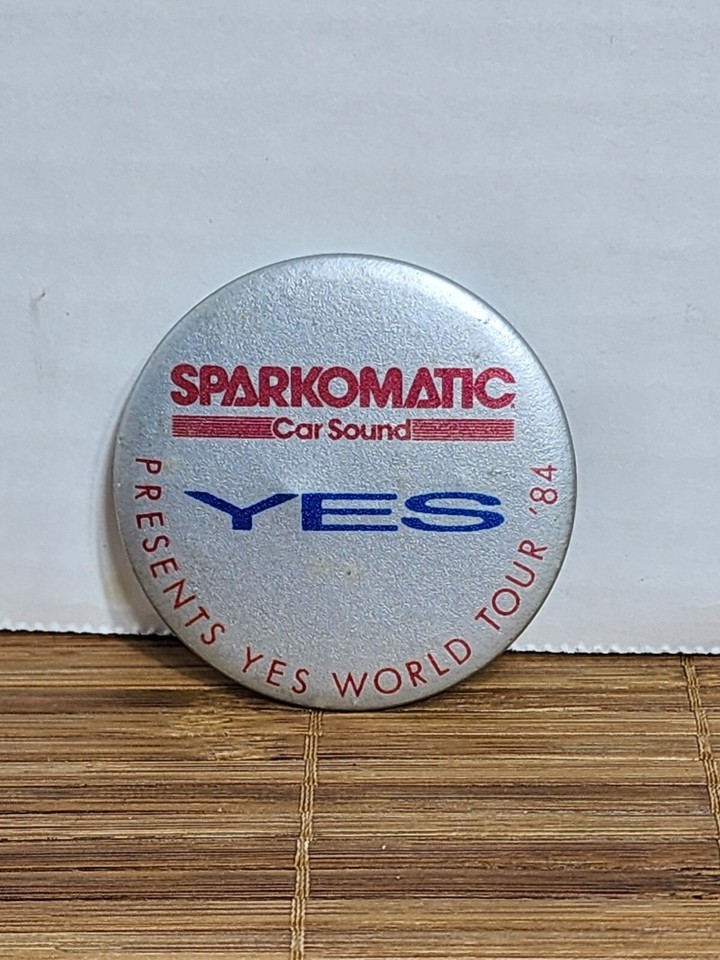 SPARKOMATIC
Car Sound
YES
PRESENTS YES WORLD TOUR '84